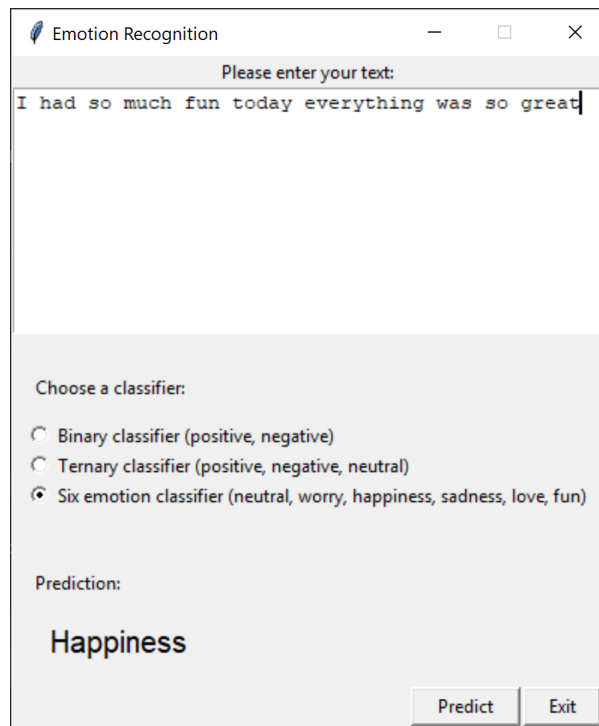 Emotion Recognition
Please enter your text:
I had so much fun today everything was so great
Choose a classifier:
Binary classifier (positive, negative)
Ternary classifier (positive, negative, neutral)
Six emotion classifier (neutral, worry, happiness, sadness, love, fun)
Prediction:
Happiness
Predict Exit